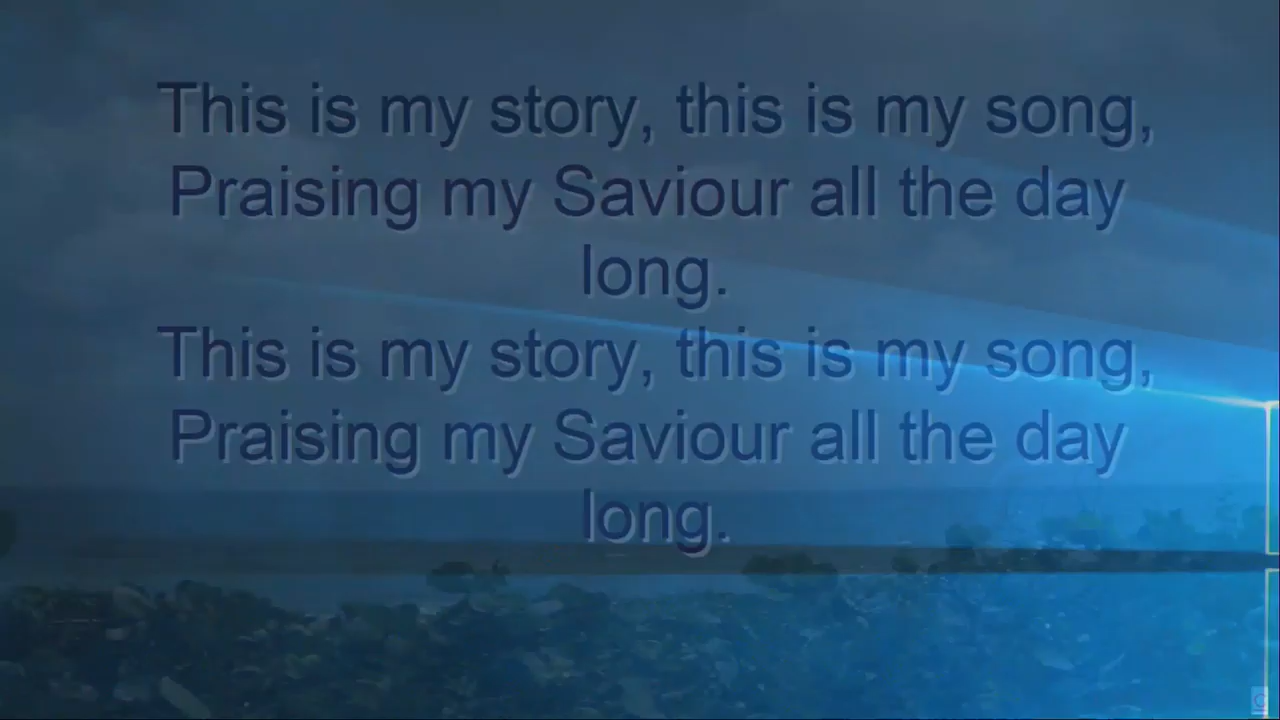 This is my story, this is my song,
Praising my Saviour all the day
long.
This is my story, this is my song,
Praising my Saviour all the day
long.